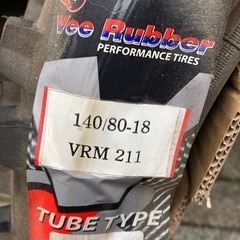 Vee Rubber
PERFORMANCE TIRES
140/80-18
VRM 211
TUBE TYPE